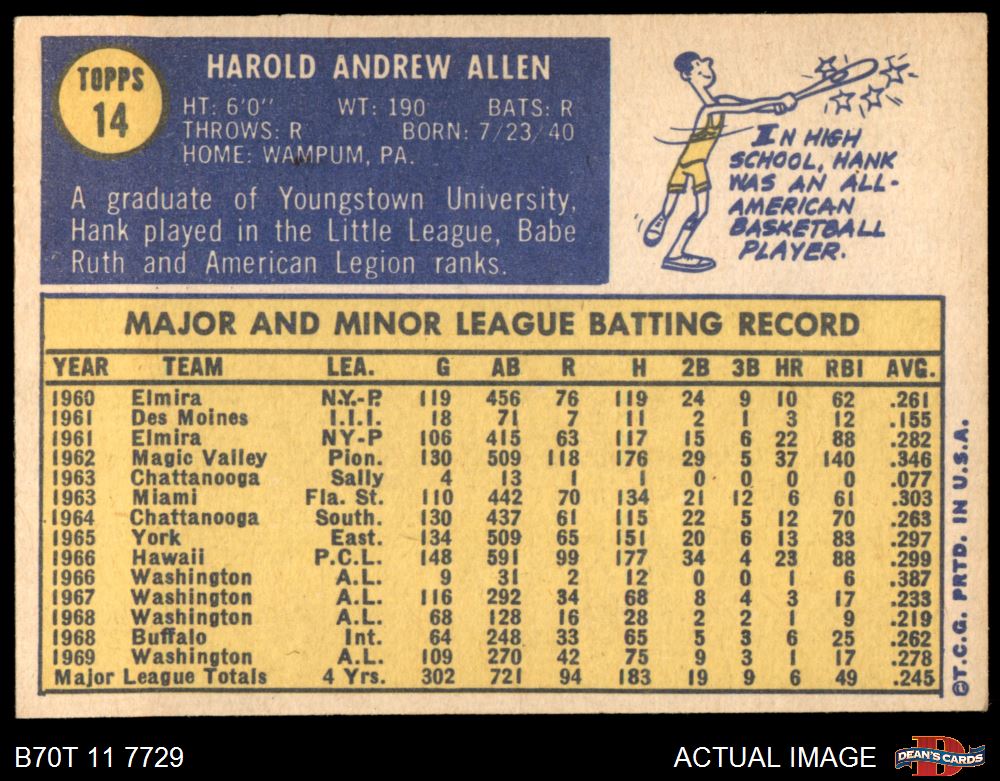 TOPPS
14
HAROLD ANDREW ALLEN
HT: 6'0" WT: 190 BATS: R
THROWS: R BORN: 7/23/40
HOME: WAMPUM, PA.
A graduate of Youngstown University,
Hank played in the Little League, Babe
Ruth and American Legion ranks.
IN HIGH
SCHOOL, HANK
WAS AN ALL-
AMERICAN
BASKETBALL
PLAYER.
MAJOR AND MINOR LEAGUE BATTING RECORD
YEAR TEAM LEA. G AB R H 2B 3B HR RBI AVG.
1960 Elmira N.Y.-P. 119 456 76 119 24 9 10 62 .261
1961 Des Moines I.I.I. 18 71 7 11 2 1 3 12 .155
1961 Elmira NY-P 106 415 63 117 15 6 22 88 .282
1962 Magic Valley Pion. 130 509 118 176 29 5 37 140 .346
1963 Chattanooga Sally 4 13 1 1 0 0 0 0 .077
1963 Miami Fla. St. 110 442 70 134 21 12 6 61 .303
1964 Chattanooga South. 130 437 61 115 22 5 12 70 .263
1965 York East. 134 509 65 151 20 6 13 83 .297
1966 Hawaii P.C.L. 148 591 99 177 34 4 23 88 .299
1966 Washington A.L. 9 31 2 12 0 0 1 6 .387
1967 Washington A.L. 116 292 34 68 8 4 3 17 .233
1968 Washington A.L. 68 128 16 28 2 2 1 9 .219
1968 Buffalo Int. 64 248 33 65 5 3 6 25 .262
1969 Washington A.L. 109 270 42 75 9 3 1 17 .278
Major League Totals 4 Yrs. 302 721 94 183 19 9 6 49 .245
©T.C.G. PRTD. IN U.S.A.
B70T 11 7729
ACTUAL IMAGE
DEAN'S CARDS